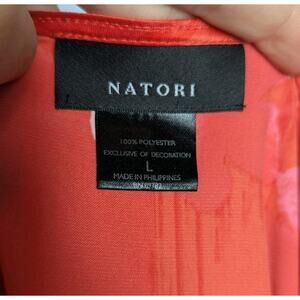 NATORI
100% POLYESTER
EXCLUSIVE OF DECORATION
L
MADE IN PHILIPPINES